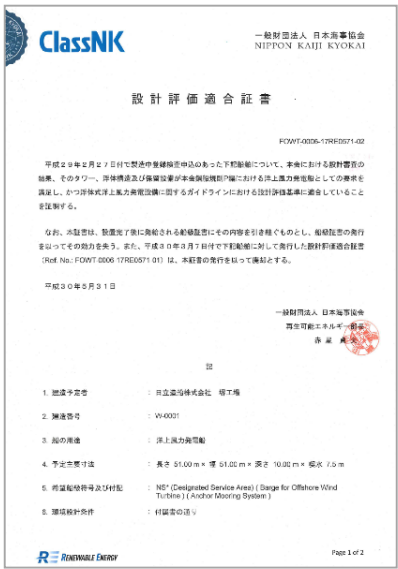 ClassNK
一般財団法人 日本海事協会
NIPPON KAIJI KYOKAI
設計評価適合証書
FOWT-0006-17RE0571-02
平成29年2月27日付で製造中登録検査申込のあった下記船舶について、本会における設計審査の
結果、そのタワー、浮体構造及び係留設備が本会鋼船規則P編における洋上風力発電船としての要求を
満足し、かつ浮体式洋上風力発電設備に関するガイドラインにおける設計評価基準に適合していること
を証明する。
なお、本証書は、設置完了後に発給される船級証書にその内容を引き継ぐものとし、船級証書の発行
を以ってその効力を失う。また、平成30年3月7日付で下記船舶に対して発行した設計評価適合証書
(Ref. No.: FOWT-0006 17RE0571 01) は、本証書の発行を以って廃却とする。
平成30年5月31日
一般財団法人 日本海事協会
再生可能エネルギー部長
赤星
記
1. 建造予定者 : 日立造船株式会社 堺工場
2. 建造番号 : W-0001
3. 船の用途 : 洋上風力発電船
4. 予定主要寸法 : 長さ 51.00 m × 幅 51.00 m × 深さ 10.00 m × 喫水 7.5 m
5. 希望船級符号及び付記 : NS* (Designated Service Area) ( Barge for Offshore Wind
Turbine ) ( Anchor Mooring System )
6. 環境設計条件 : 付属書の通り
RE RENEWABLE ENERGY
Page 1 of 2